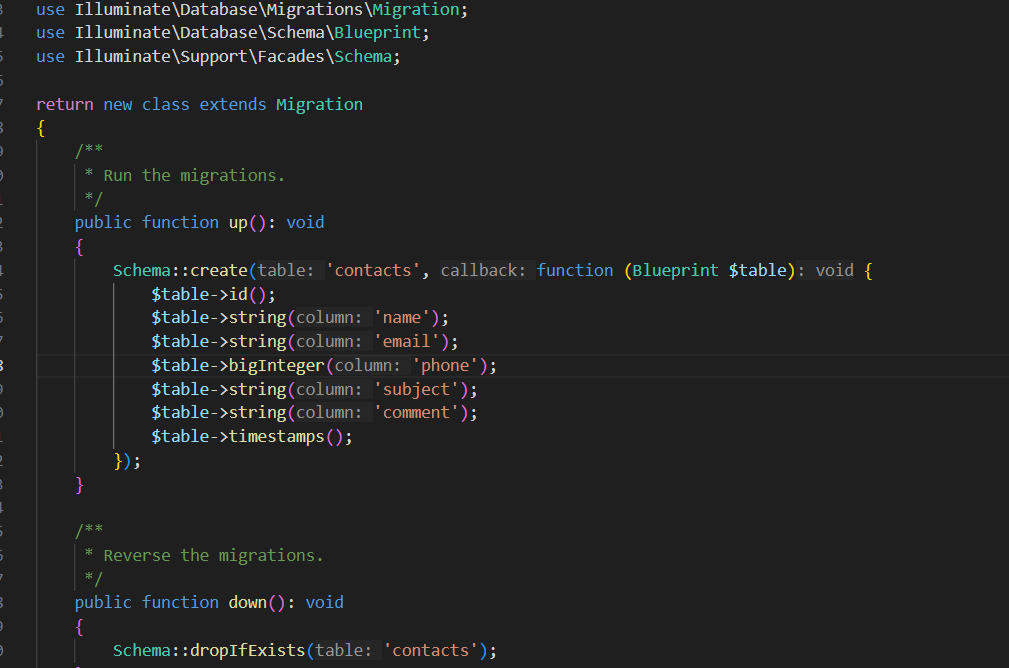 use Illuminate\Database\Migrations\Migration;
use Illuminate\Database\Schema\Blueprint;
use Illuminate\Support\Facades\Schema;
return new class extends Migration
{
/**
* Run the migrations.
*/
public function up(): void
{
Schema::create(table: 'contacts', callback: function (Blueprint $table): void {
$table->id();
$table->string(column: 'name');
$table->string(column: 'email');
$table->bigInteger(column: 'phone');
$table->string(column: 'subject');
$table->string(column: 'comment');
$table->timestamps();
});
}
/**
* Reverse the migrations.
*/
public function down(): void
{
Schema::dropIfExists(table: 'contacts');